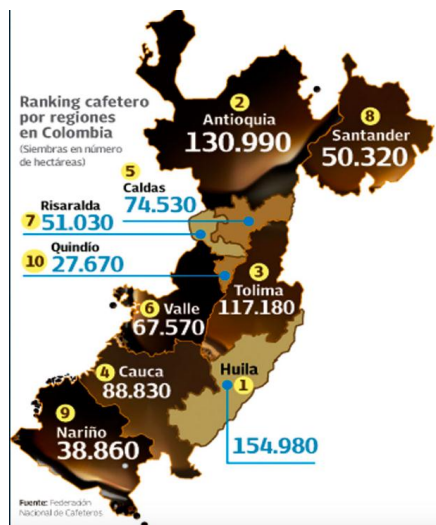 Ranking cafetero
por regiones
en Colombia
(Siembras en número
de hectáreas)
2
Antioquia
130.990
8
Santander
50.320
5
Caldas
74.530
Risaralda
7 51.030
Quindío
10 27.670
3
Tolima
117.180
6 Valle
67.570
4 Cauca
88.830
Huila
1
154.980
9
Nariño
38.860
Fuente: Federación
Nacional de Cafeteros